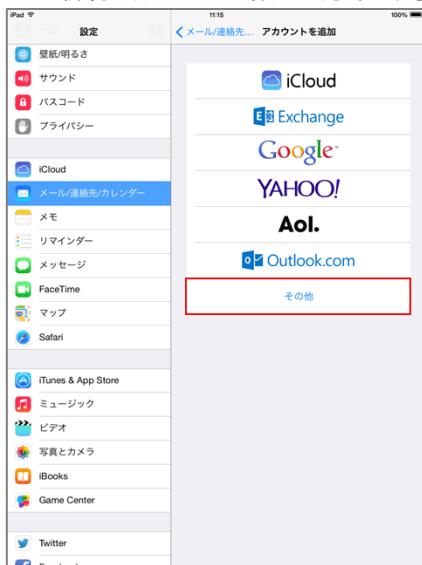 iPad
11:15
100%
設定
メール/連絡先...
アカウントを追加
壁紙/明るさ
サウンド
パスコード
プライバシー
iCloud
メール/連絡先/カレンダー
メモ
リマインダー
メッセージ
FaceTime
マップ
Safari
iTunes & App Store
ミュージック
ビデオ
写真とカメラ
iBooks
Game Center
Twitter
iCloud
Exchange
Google
YAHOO!
Aol.
Outlook.com
その他